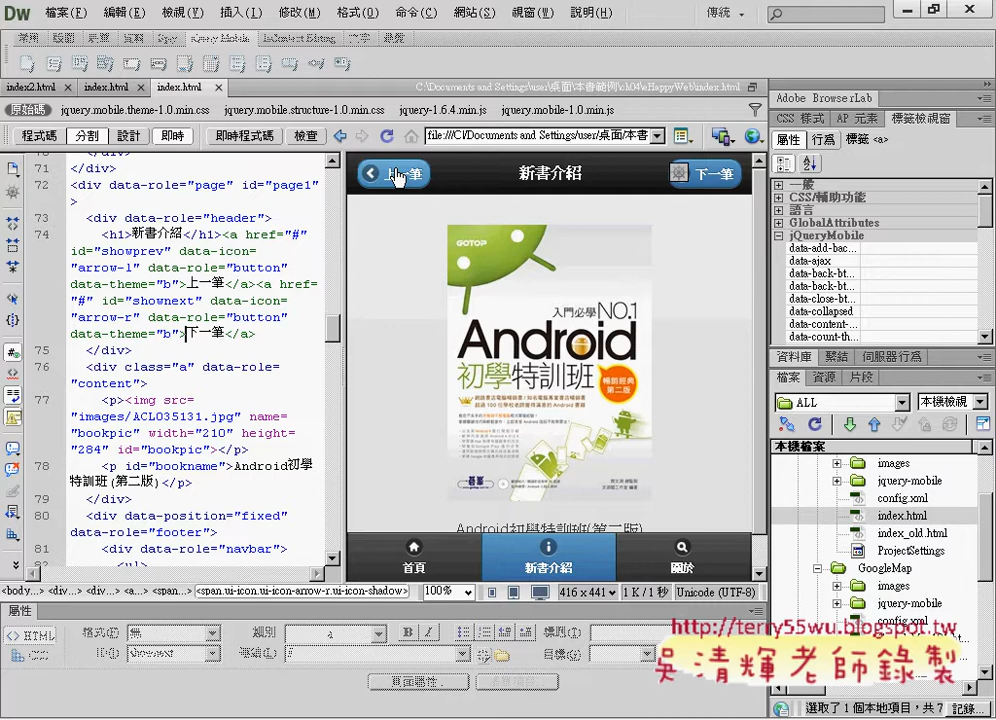 Dw 檔案(F) 編輯(E) 檢視(V) 插入(I) 修改(M) 格式(O) 命令(C) 網站(S) 視窗(W) 說明(H) 傳統
jQuery Mobile
index2.html index.html index.html C:\Documents and Settings\user\桌面\本書範例\ch04\eHappyWeb\index.html
原始碼 jquery.mobile.theme-1.0.min.css jquery.mobile.structure-1.0.min.css jquery-1.6.4.min.js jquery.mobile-1.0.min.js
程式碼 分割 設計 即時 即時程式碼 檢查 file:///C|/Documents and Settings/user/桌面/本書
71 </div>
72 <div data-role="page" id="page1"
>
73 <div data-role="header">
74 <h1>新書介紹</h1><a href="#"
id="showprev" data-icon=
"arrow-l" data-role="button"
data-theme="b">上一筆</a><a href=
"#" id="shownext" data-icon=
"arrow-r" data-role="button"
data-theme="b">下一筆</a>
75 </div>
76 <div class="a" data-role=
"content">
77 <p><img src=
"images/ACL035131.jpg" name=
"bookpic" width="210" height=
"284" id="bookpic"></p>
78 <p id="bookname">Android初學
特訓班(第二版)</p>
79 </div>
80 <div data-position="fixed"
data-role="footer">
81 <div data-role="navbar">
<ul>
上一筆 新書介紹 下一筆
GOTOP
入門必學NO.1
Android
初學特訓班
暢銷經典
第二版
Android初學特訓班(第二版)
首頁 新書介紹 關於
<body...> <div...> <div...> <a...> <span...> <span.ui-icon.ui-icon-arrow-r.ui-icon-shadow> 100% 416 x 441 1 K / 1 秒 Unicode (UTF-8)
屬性
<> HTML 格式(F) 無 類別 B I 標題(T)
ID(I) shownext #
目標(G)
頁面屬性...
Adobe BrowserLab
CSS 樣式 AP 元素 標籤檢視窗
屬性 行為 標籤 <a>
一般
CSS/輔助功能
語言
GlobalAttributes
jQueryMobile
data-add-bac...
data-ajax
data-back-bt...
data-back-bt...
data-close-bt...
data-collapsed
data-content-...
data-count-th...
資料庫 繫結 伺服器行為
檔案 資源 片段
ALL 本機檢視
本機檔案
images
jquery-mobile
config.xml
index.html
index_old.html
ProjectSettings
GoogleMap
images
jquery-mobile
config.xml
選取了 1 個本地項目，共 7 記錄...
http://terry55wu.blogspot.tw
吳清輝老師錄製